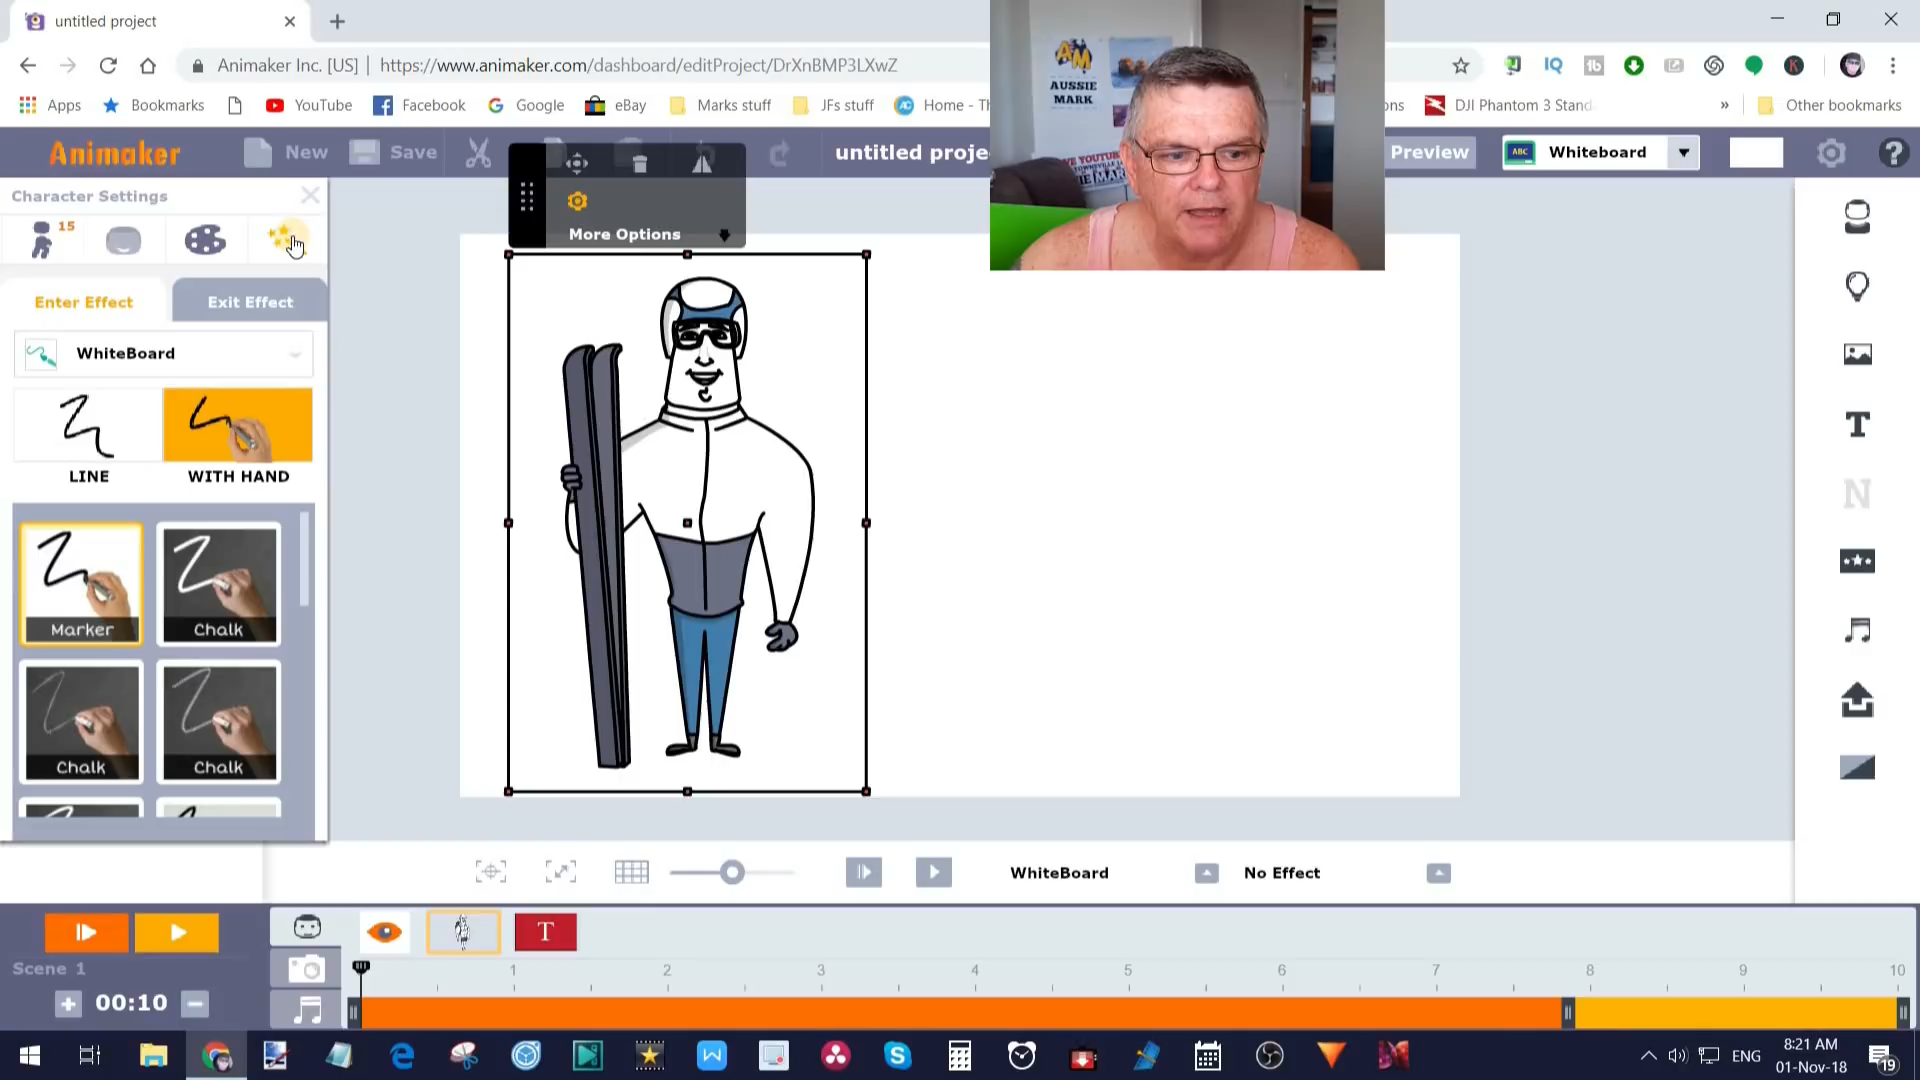 untitled project
Animaker Inc. [US] | https://www.animaker.com/dashboard/editProject/DrXnBMP3LXwZ
Apps Bookmarks YouTube Facebook Google eBay Marks stuff JFs stuff Home - Th
ons DJI Phantom 3 Stand » Other bookmarks
Animaker New Save untitled proje Preview ABC Whiteboard
AM
AUSSIE
MARK
Character Settings
15
More Options
Enter Effect Exit Effect
WhiteBoard
LINE WITH HAND
Marker Chalk
Chalk Chalk
T
N
WhiteBoard No Effect
T
Scene 1
1 2 3 4 5 6 7 8 9 10
00:10
ENG
8:21 AM
01-Nov-18
19